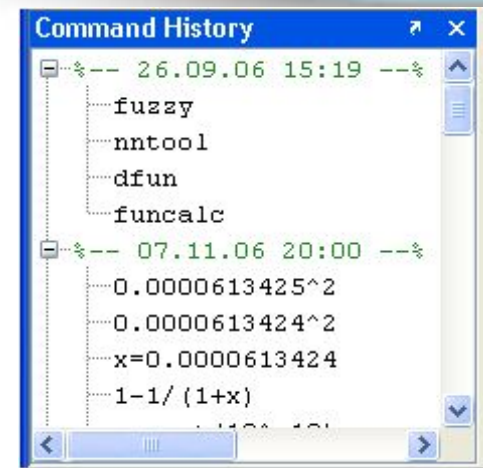 Command History
%-- 26.09.06 15:19 --%
fuzzy
nntool
dfun
funcalc
%-- 07.11.06 20:00 --%
0.0000613425^2
0.0000613424^2
x=0.0000613424
1-1/(1+x)